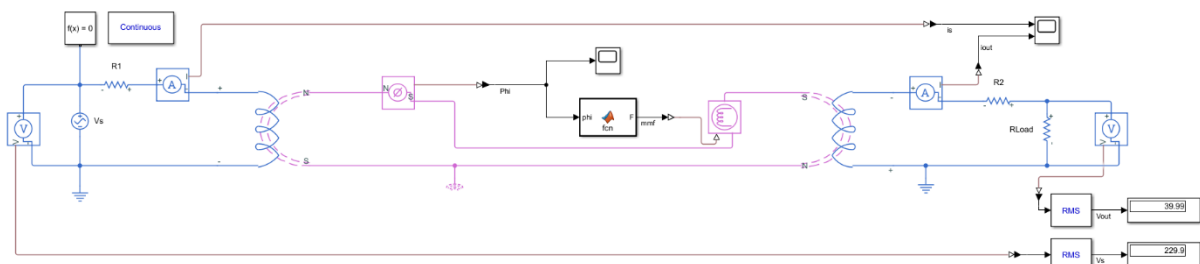 f(x) = 0
Continuous
is
iout
R1
+
A
I
+
N
N
S
Phi
phi
fcn
F
mmf
S
-
+
A
I
R2
+
V
Vs
-
S
N
+
RLoad
V
RMS
Vout
39.99
RMS
Vs
229.9